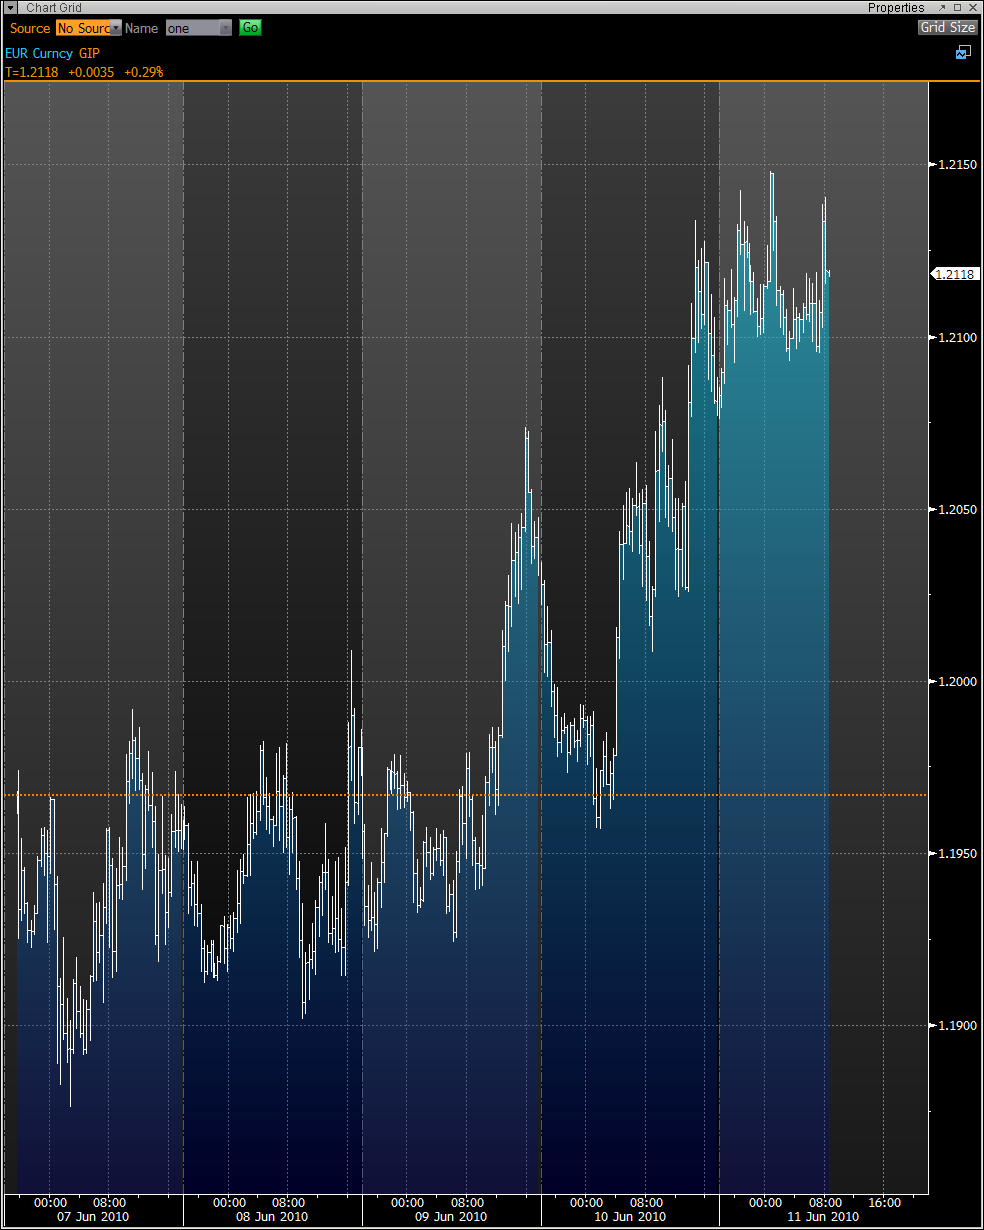 Chart Grid Properties
Source No Sourc Name one Go Grid Size
EUR Curncy GIP
T=1.2118 +0.0035 +0.29%
1.2150
1.2118
1.2100
1.2050
1.2000
1.1950
1.1900
00:00 08:00 00:00 08:00 00:00 08:00 00:00 08:00 00:00 08:00 16:00
07 Jun 2010 08 Jun 2010 09 Jun 2010 10 Jun 2010 11 Jun 2010